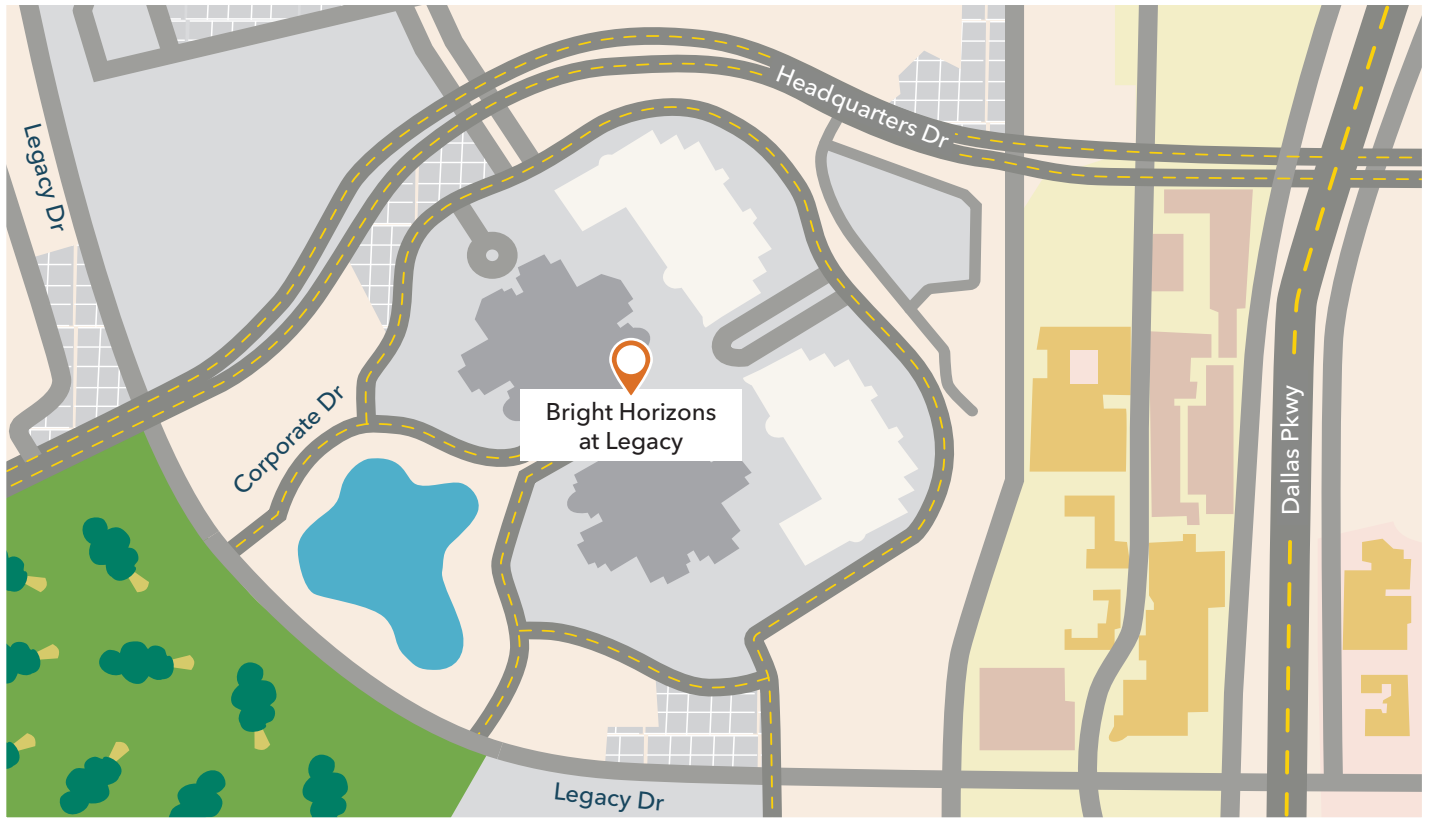 Headquarters Dr
Legacy Dr
Bright Horizons
at Legacy
Corporate Dr
Dallas Pkwy
Legacy Dr